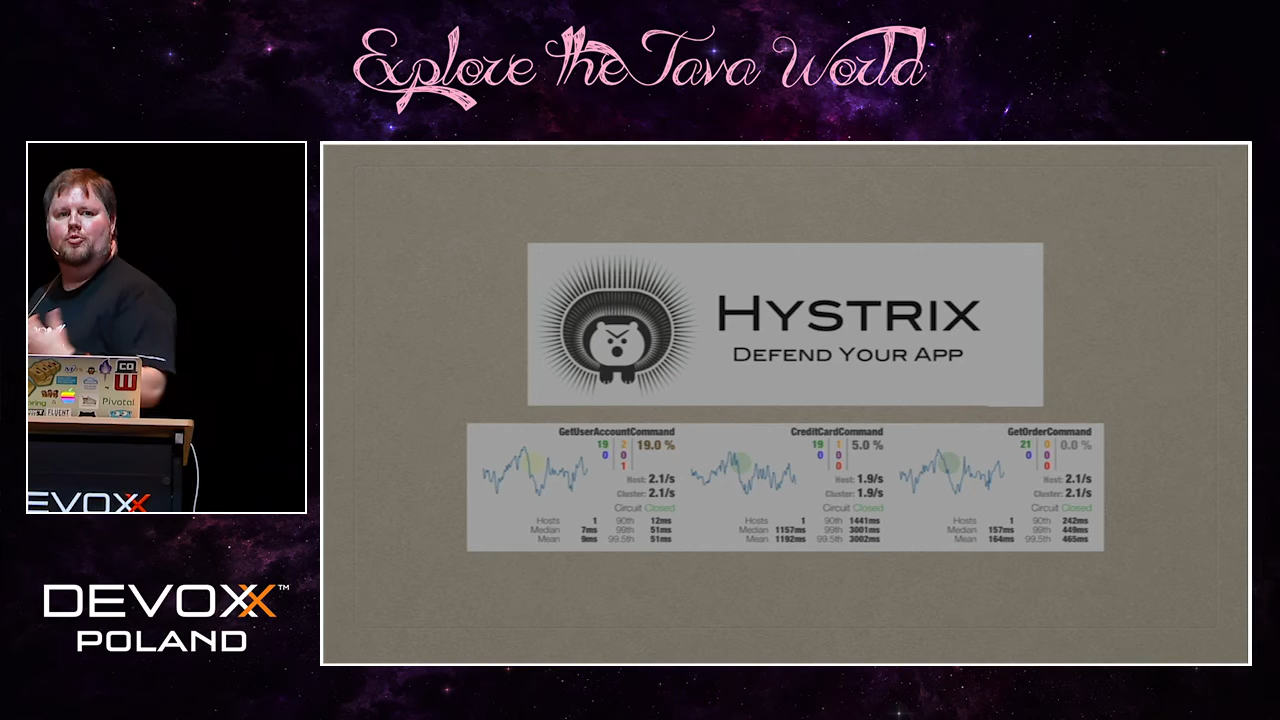 Explore the Java World
HYSTRIX
DEFEND YOUR APP
GetUserAccountCommand
19 2 19.0 %
0 0
1
Host: 2.1/s
Cluster: 2.1/s
Circuit Closed
Hosts 1 90th 12ms
Median 7ms 99th 51ms
Mean 9ms 99.5th 51ms
CreditCardCommand
19 1 5.0 %
0 0
0
Host: 1.9/s
Cluster: 1.9/s
Circuit Closed
Hosts 1 90th 1441ms
Median 1157ms 99th 3001ms
Mean 1192ms 99.5th 3002ms
GetOrderCommand
21 0 0.0 %
0 0
0
Host: 2.1/s
Cluster: 2.1/s
Circuit Closed
Hosts 1 90th 242ms
Median 157ms 99th 449ms
Mean 164ms 99.5th 465ms
Pivotal
FLUENT
EVOXX
DEVOXX™
POLAND